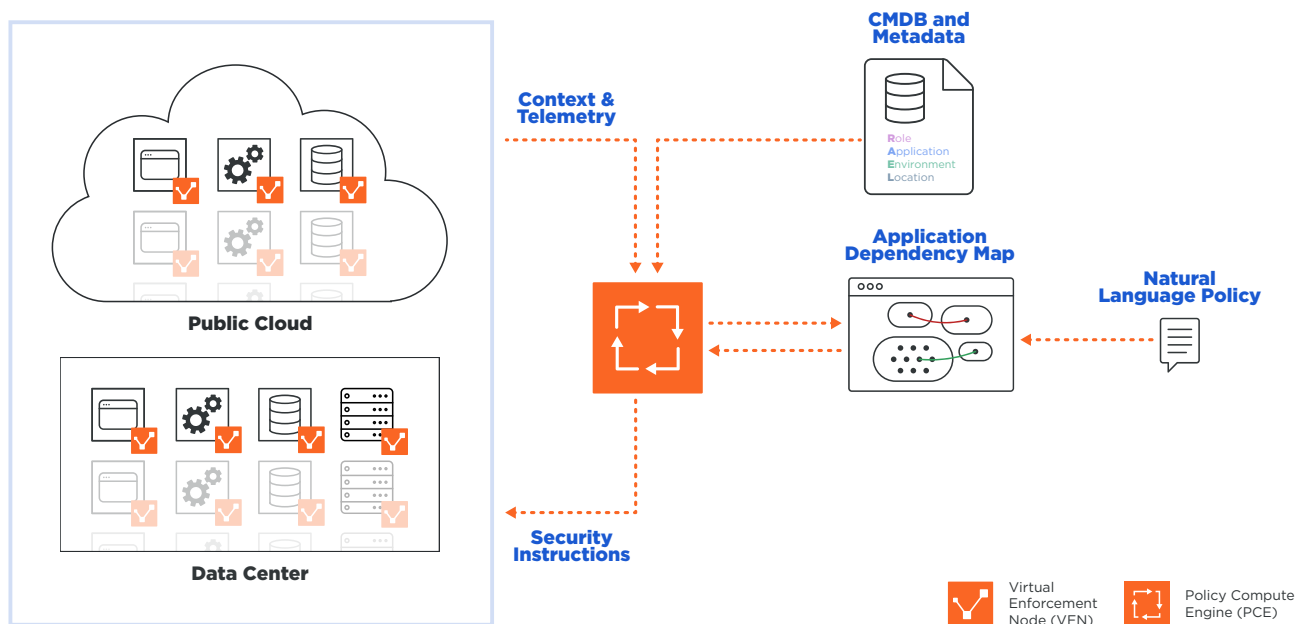 CMDB and
Metadata
Context &
Telemetry
Role
Application
Environment
Location
Application
Dependency Map
Natural
Language Policy
Public Cloud
Security
Instructions
Data Center
Virtual
Enforcement
Node (VEN)
Policy Compute
Engine (PCE)